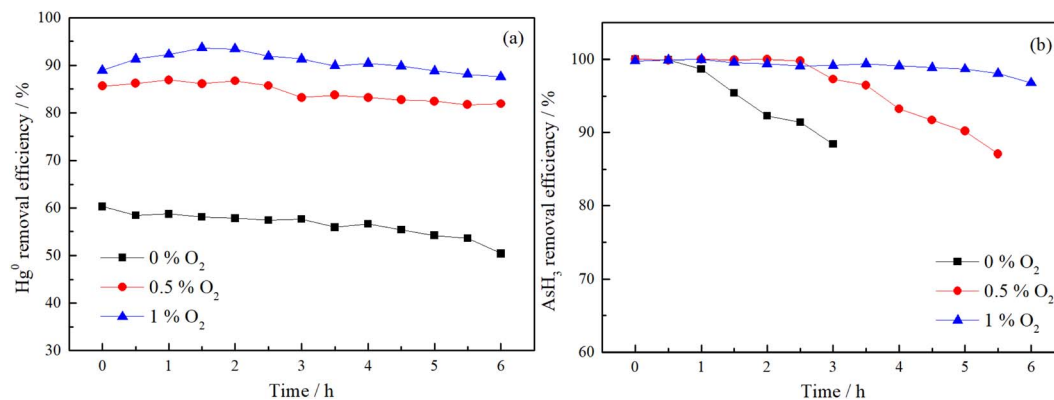 (a)
Hg⁰ removal efficiency / %
100
90
80
70
60
50
40
30
0 % O₂
0.5 % O₂
1 % O₂
0 1 2 3 4 5 6
Time / h
(b)
AsH₃ removal efficiency / %
100
90
80
70
60
0 % O₂
0.5 % O₂
1 % O₂
0 1 2 3 4 5 6
Time / h